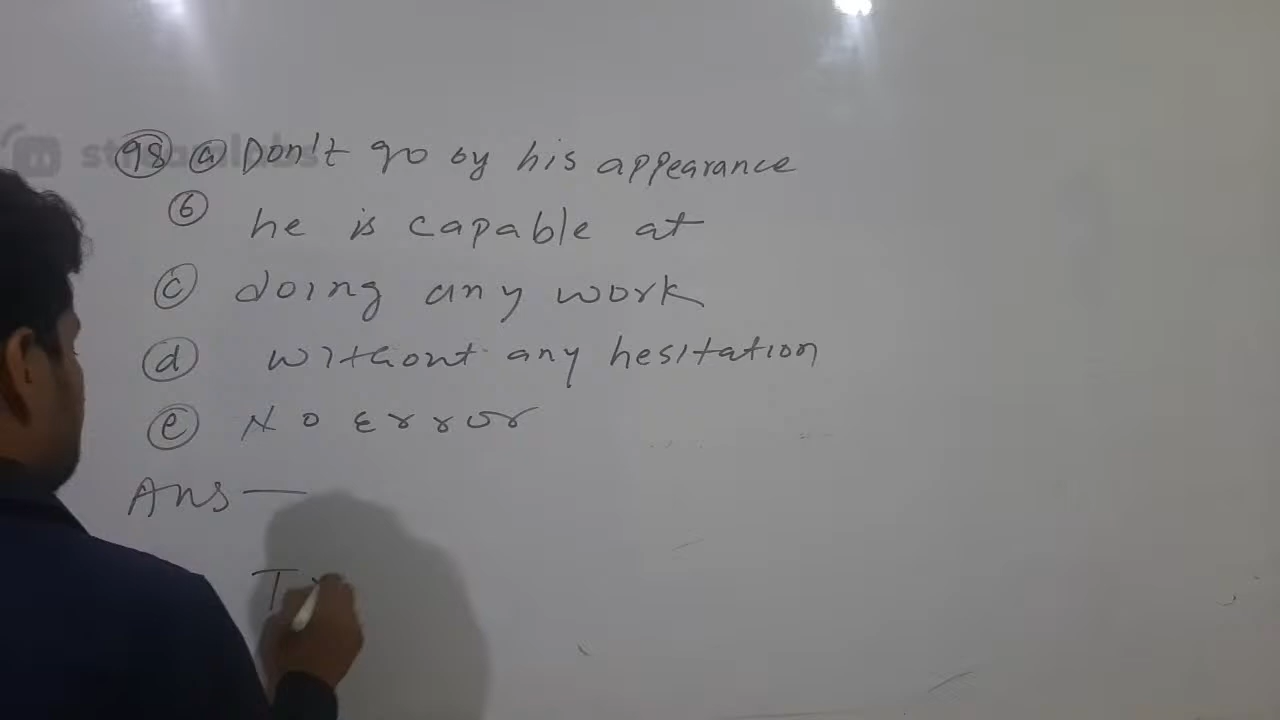 98 a Don't go by his appearance
b he is capable at
c doing any work
d without any hesitation
e No Error
Ans —